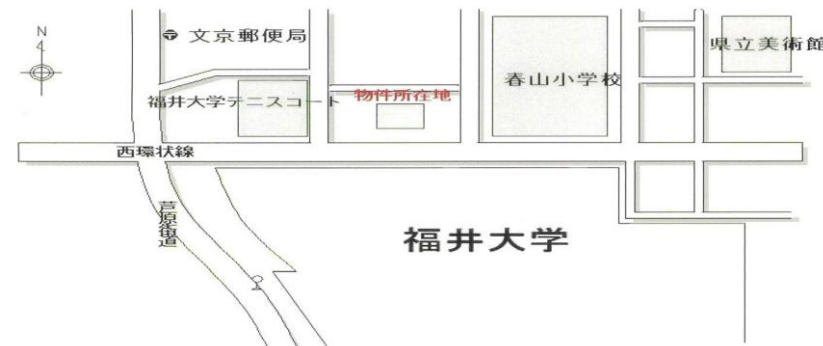 N
4
〒 文京郵便局
県立美術館
春山小学校
物件所在地
福井大学テニスコート
西環状線
芦原街道
福井大学